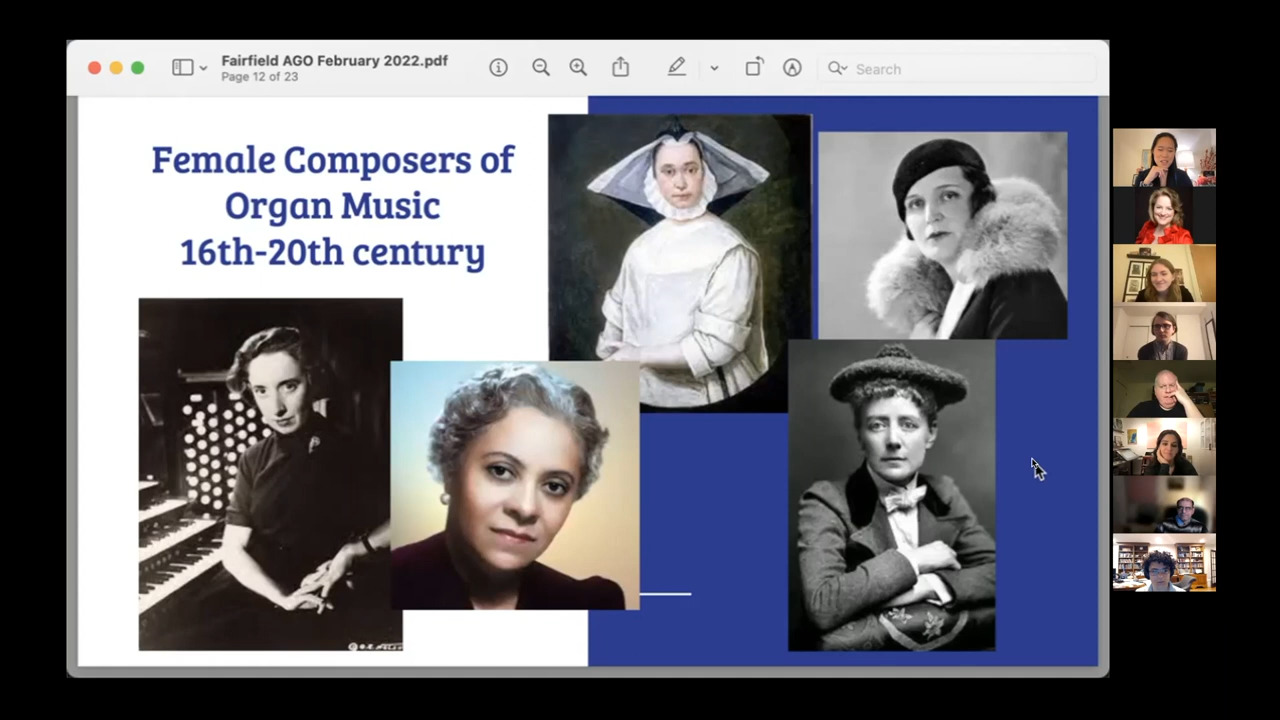 Fairfield AGO February 2022.pdf
Page 12 of 23
Search
Female Composers of
Organ Music
16th-20th century